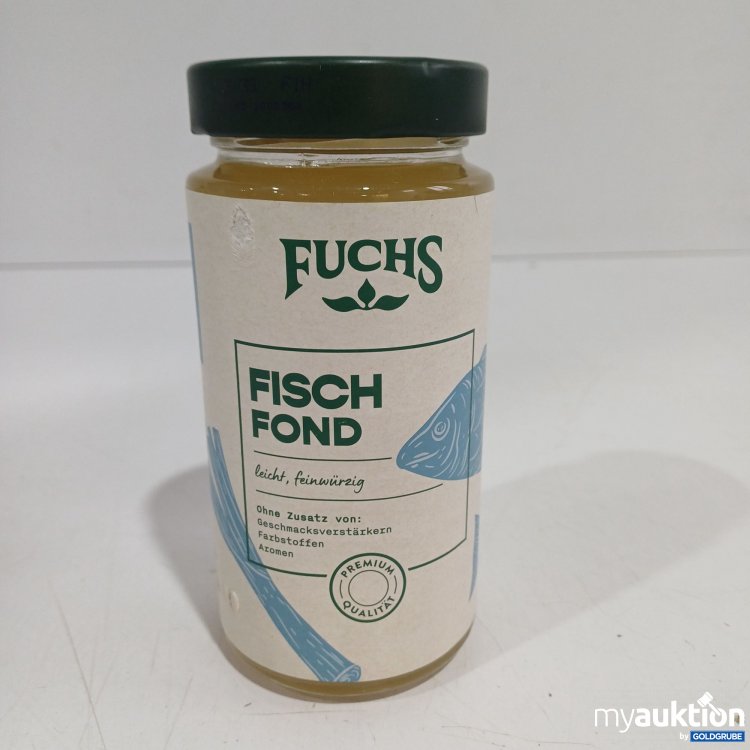 FUCHS
FISCH
FOND
leicht, feinwürzig
Ohne Zusatz von:
Geschmacksverstärkern
Farbstoffen
Aromen
PREMIUM
QUALITÄT
myauktion
by GOLDGRUBE